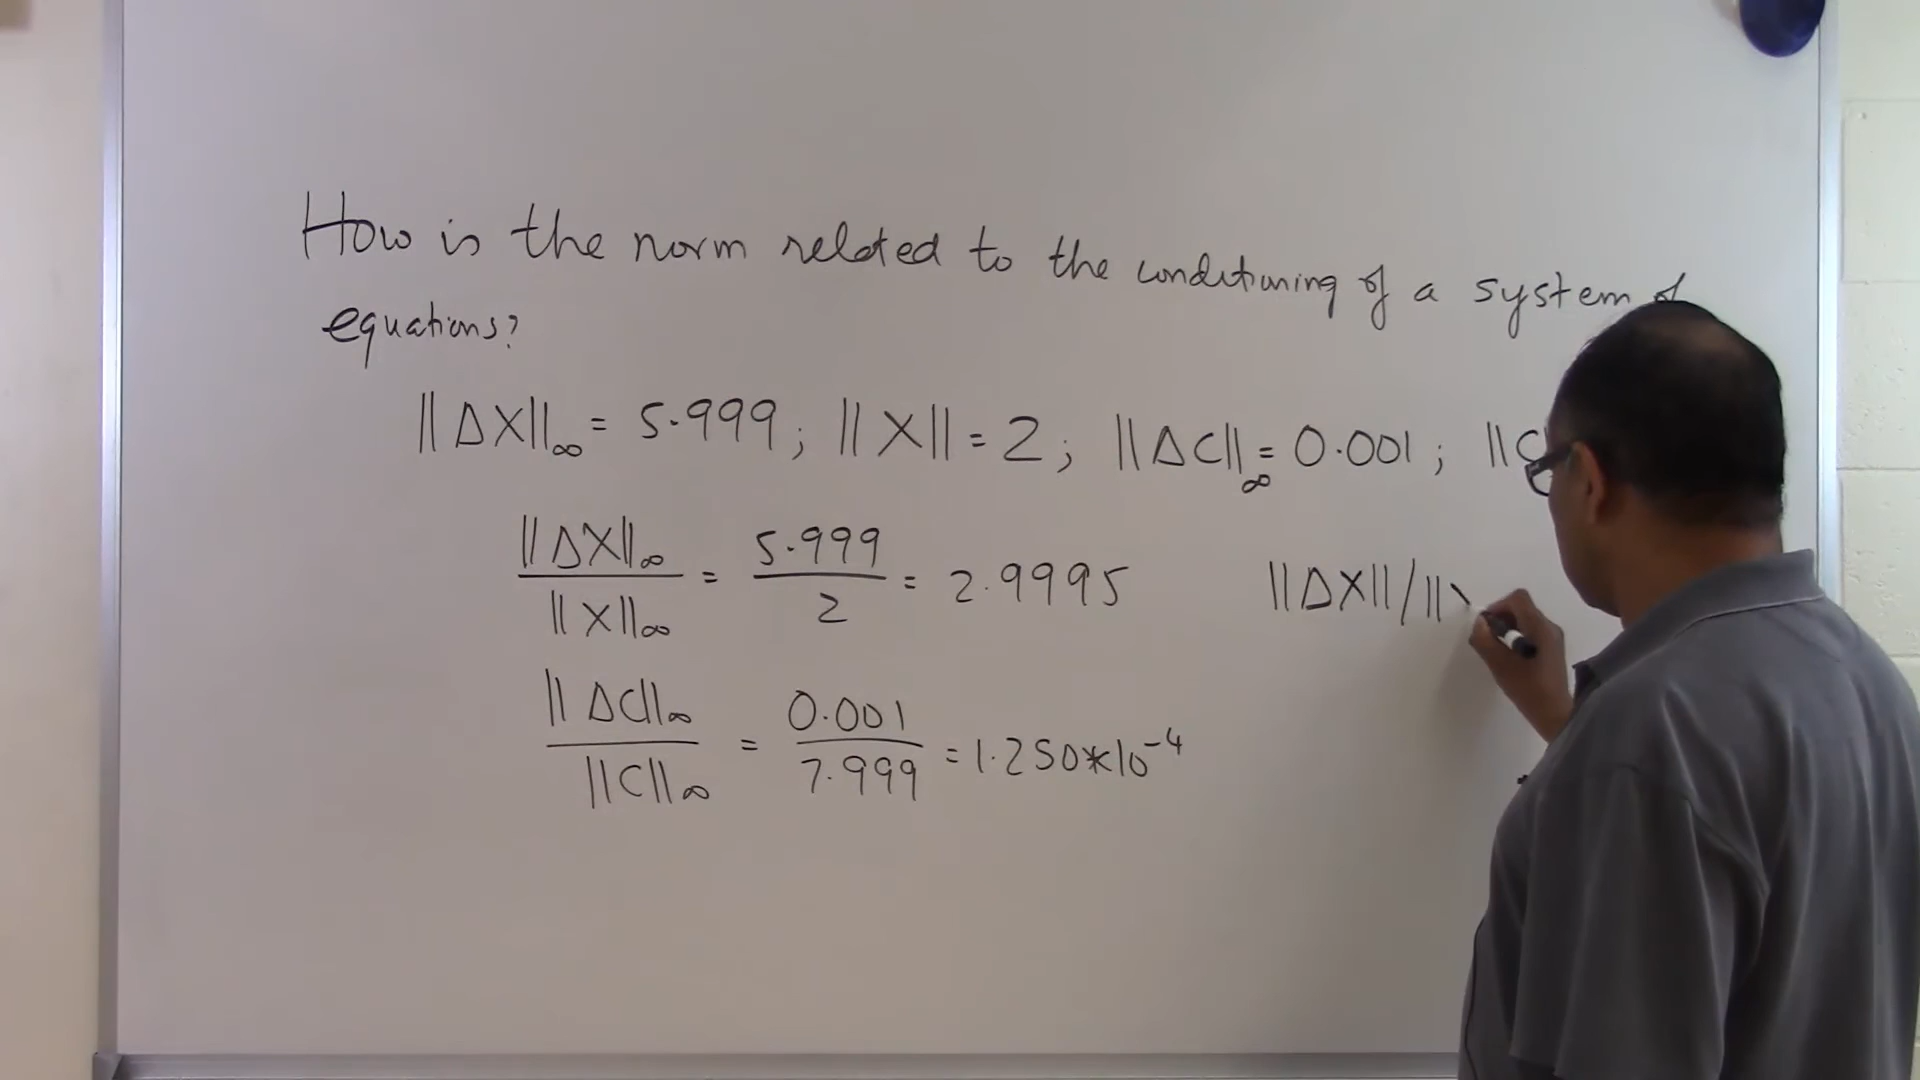 How is the norm related to the conditioning of a system of
equations?
||ΔX||∞ = 5.999; ||X|| = 2; ||ΔC||∞ = 0.001; ||C
||ΔX||∞ / ||X||∞ = 5.999 / 2 = 2.9995
||ΔX|| / ||
||ΔC||∞ / ||C||∞ = 0.001 / 7.999 = 1.250*10⁻⁴